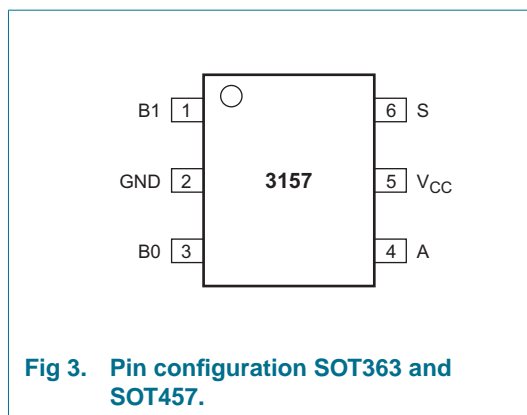 B1 1 6 S
GND 2 3157 5 VCC
B0 3 4 A
Fig 3. Pin configuration SOT363 and
SOT457.